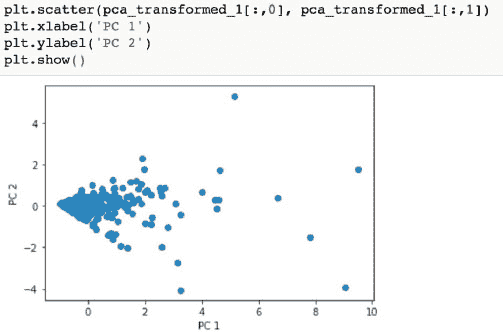 plt.scatter(pca_transformed_1[:,0], pca_transformed_1[:,1])
plt.xlabel('PC 1')
plt.ylabel('PC 2')
plt.show()
4
2
0
−2
−4
PC 2
0
2
4
6
8
10
PC 1